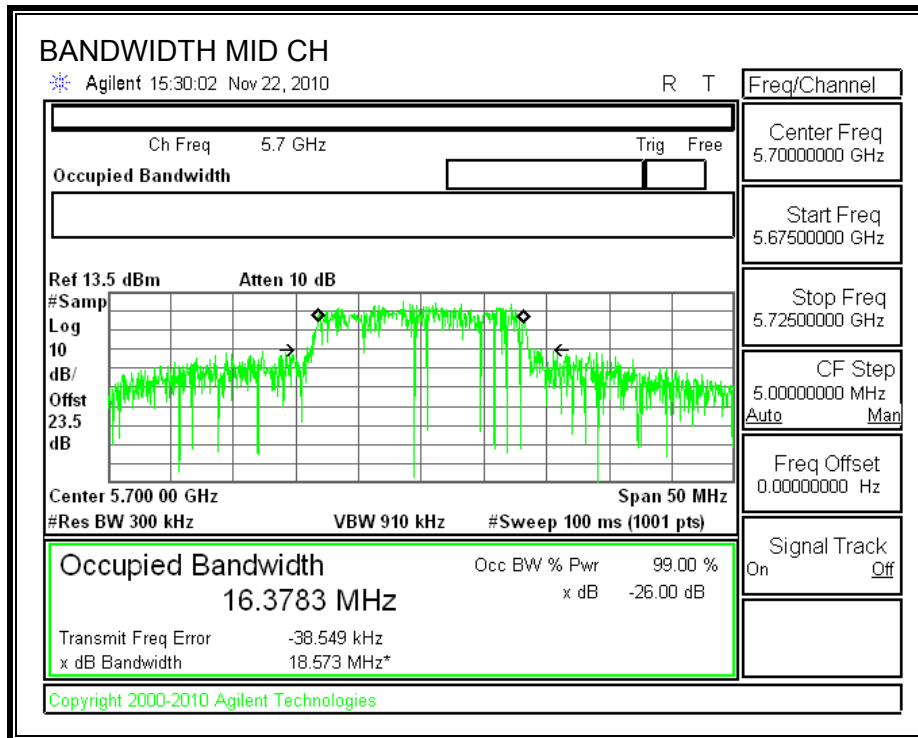 BANDWIDTH MID CH
Agilent 15:30:02 Nov 22, 2010 R T
Freq/Channel
Ch Freq 5.7 GHz Trig Free
Occupied Bandwidth
Center Freq
5.70000000 GHz
Start Freq
5.67500000 GHz
Stop Freq
5.72500000 GHz
CF Step
5.00000000 MHz
Auto Man
Freq Offset
0.00000000 Hz
Signal Track
On Off
Ref 13.5 dBm Atten 10 dB
#Samp
Log
10
dB/
Offst
23.5
dB
Center 5.700 00 GHz Span 50 MHz
#Res BW 300 kHz VBW 910 kHz #Sweep 100 ms (1001 pts)
Occupied Bandwidth
16.3783 MHz
Occ BW % Pwr 99.00 %
x dB -26.00 dB
Transmit Freq Error -38.549 kHz
x dB Bandwidth 18.573 MHz*
Copyright 2000-2010 Agilent Technologies